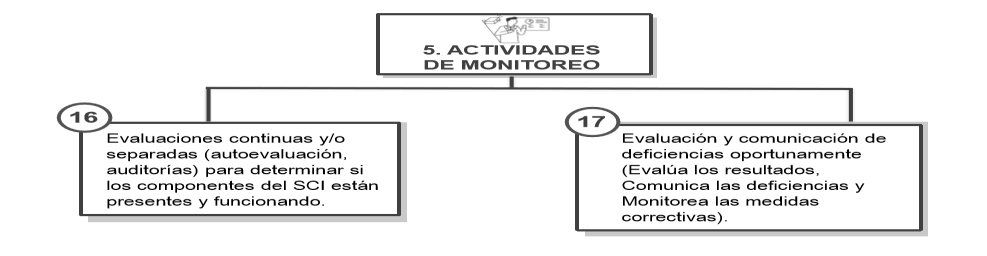 5. ACTIVIDADES
DE MONITOREO
16
Evaluaciones continuas y/o
separadas (autoevaluación,
auditorías) para determinar si
los componentes del SCI están
presentes y funcionando.
17
Evaluación y comunicación de
deficiencias oportunamente
(Evalúa los resultados,
Comunica las deficiencias y
Monitorea las medidas
correctivas).